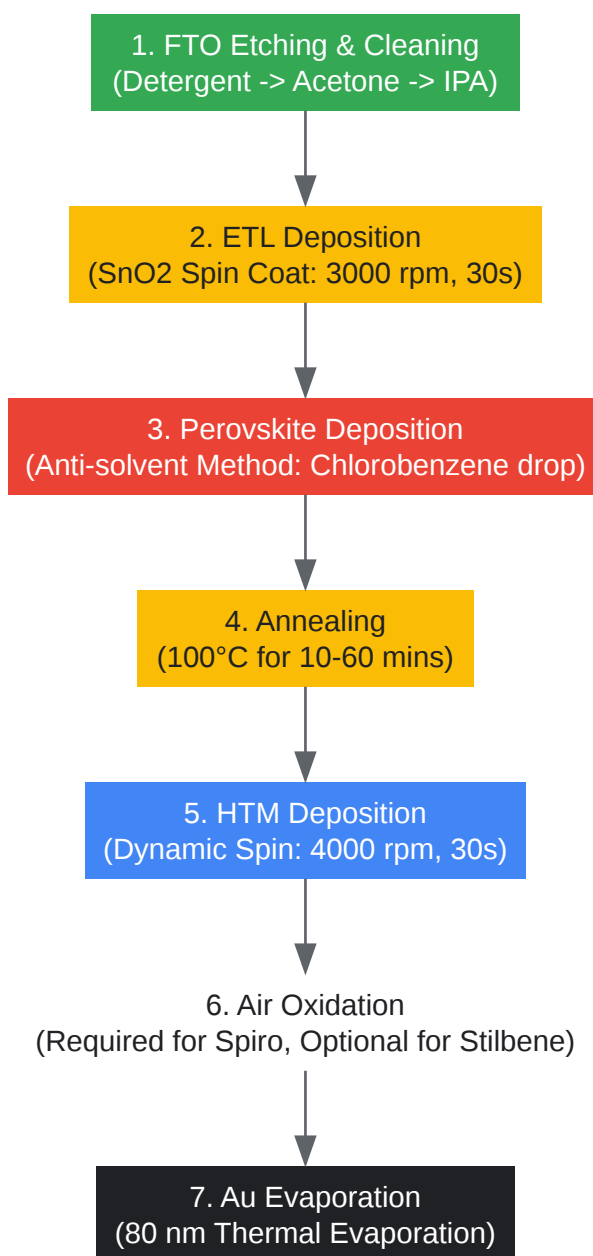 1. FTO Etching & Cleaning
(Detergent -> Acetone -> IPA)
2. ETL Deposition
(SnO2 Spin Coat: 3000 rpm, 30s)
3. Perovskite Deposition
(Anti-solvent Method: Chlorobenzene drop)
4. Annealing
(100°C for 10-60 mins)
5. HTM Deposition
(Dynamic Spin: 4000 rpm, 30s)
6. Air Oxidation
(Required for Spiro, Optional for Stilbene)
7. Au Evaporation
(80 nm Thermal Evaporation)